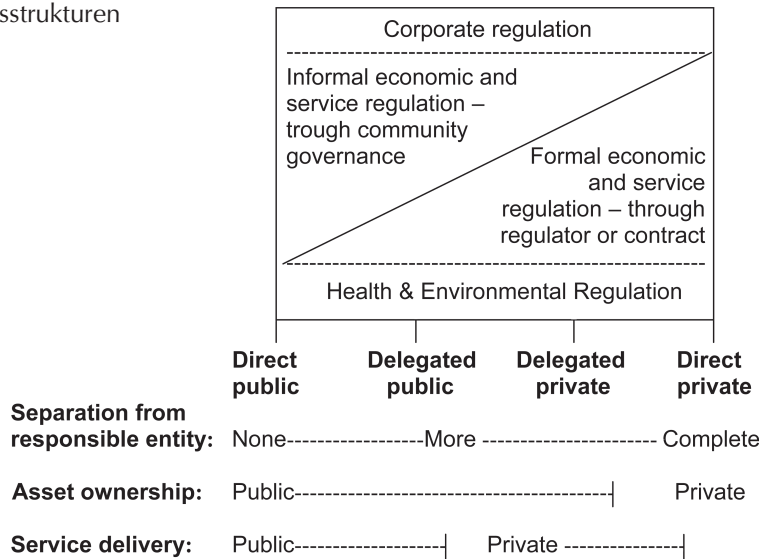 sstrukturen
Corporate regulation
Informal economic and
service regulation –
trough community
governance
Formal economic
and service
regulation – through
regulator or contract
Health & Environmental Regulation
Direct public
Delegated public
Delegated private
Direct private
Separation from
responsible entity: None More Complete
Asset ownership: Public Private
Service delivery: Public Private